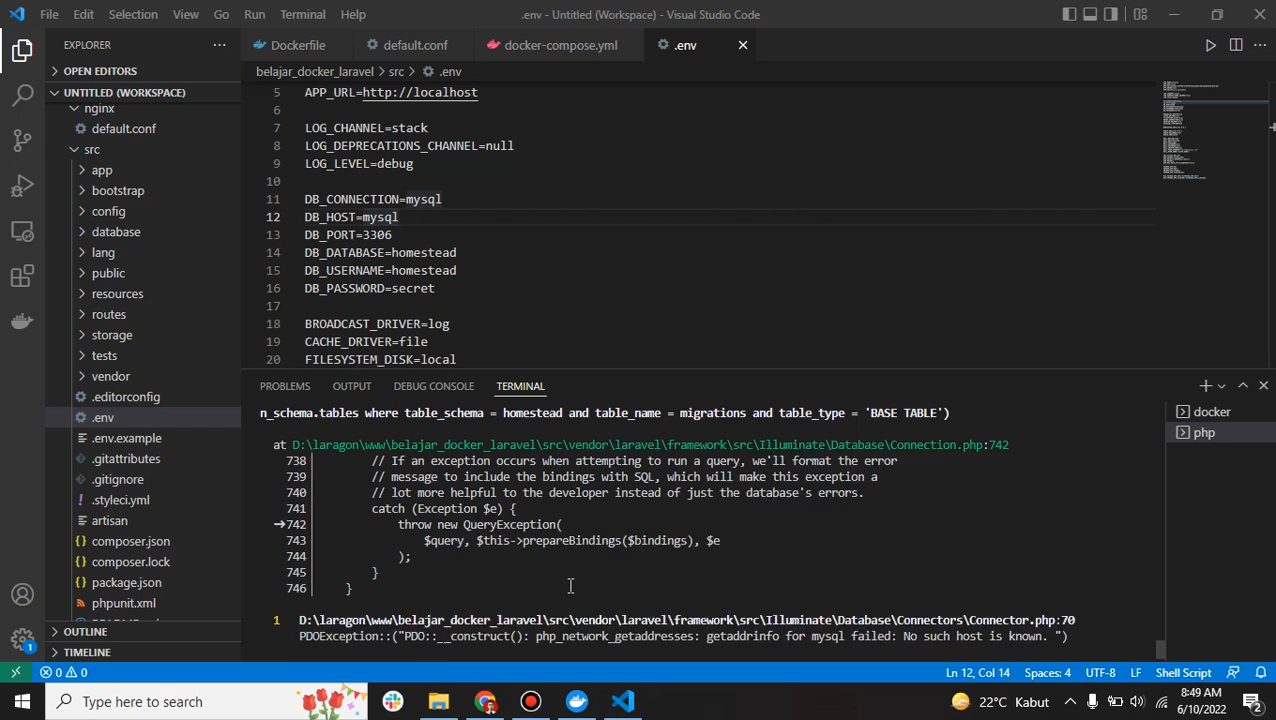 File Edit Selection View Go Run Terminal Help
.env - Untitled (Workspace) - Visual Studio Code
EXPLORER
OPEN EDITORS
UNTITLED (WORKSPACE)
nginx
default.conf
src
app
bootstrap
config
database
lang
public
resources
routes
storage
tests
vendor
.editorconfig
.env
.env.example
.gitattributes
.gitignore
.styleci.yml
artisan
composer.json
composer.lock
package.json
phpunit.xml
OUTLINE
TIMELINE
Dockerfile default.conf docker-compose.yml .env
belajar_docker_laravel > src > .env
5 APP_URL=http://localhost
6
7 LOG_CHANNEL=stack
8 LOG_DEPRECATIONS_CHANNEL=null
9 LOG_LEVEL=debug
10
11 DB_CONNECTION=mysql
12 DB_HOST=mysql
13 DB_PORT=3306
14 DB_DATABASE=homestead
15 DB_USERNAME=homestead
16 DB_PASSWORD=secret
17
18 BROADCAST_DRIVER=log
19 CACHE_DRIVER=file
20 FILESYSTEM_DISK=local
PROBLEMS OUTPUT DEBUG CONSOLE TERMINAL
n_schema.tables where table_schema = homestead and table_name = migrations and table_type = 'BASE TABLE')
at D:\laragon\www\belajar_docker_laravel\src\vendor\laravel\framework\src\Illuminate\Database\Connection.php:742
738 // If an exception occurs when attempting to run a query, we'll format the error
739 // message to include the bindings with SQL, which will make this exception a
740 // lot more helpful to the developer instead of just the database's errors.
741 catch (Exception $e) {
→742 throw new QueryException(
743 $query, $this->prepareBindings($bindings), $e
744 );
745 }
746 }
1 D:\laragon\www\belajar_docker_laravel\src\vendor\laravel\framework\src\Illuminate\Database\Connectors\Connector.php:70
PDOException::("PDO::__construct(): php_network_getaddresses: getaddrinfo for mysql failed: No such host is known. ")
docker
php
1
0 0
Ln 12, Col 14 Spaces: 4 UTF-8 LF Shell Script
Type here to search
22°C Kabut
8:49 AM
6/10/2022
2